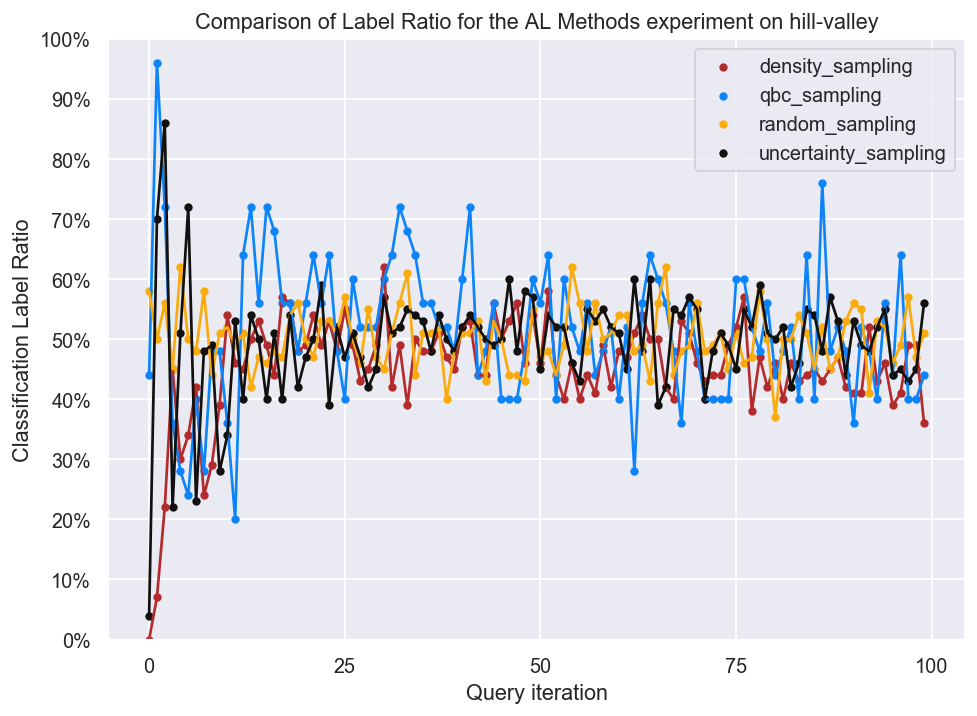 Comparison of Label Ratio for the AL Methods experiment on hill-valley
100%
90%
80%
70%
60%
50%
40%
30%
20%
10%
0%
Classification Label Ratio
density_sampling
qbc_sampling
random_sampling
uncertainty_sampling
0
25
50
75
100
Query iteration